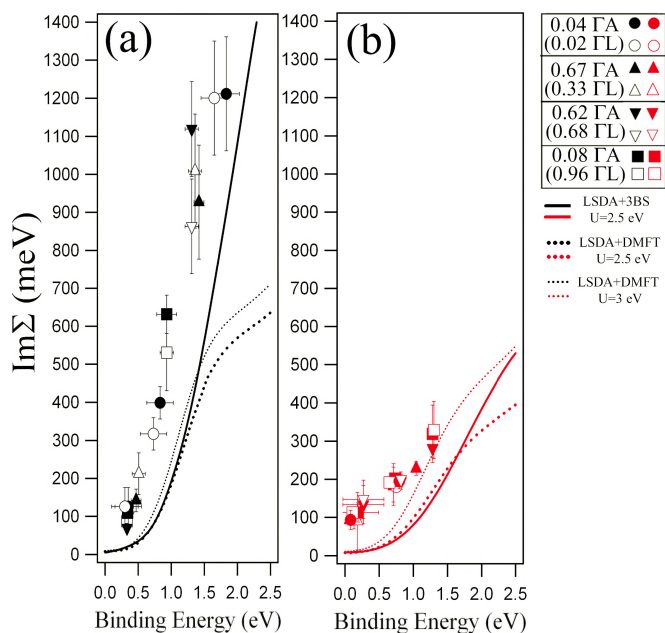 (a)
(b)
1400
1300
1200
1100
1000
900
800
700
600
500
400
300
200
100
0
1400
1300
1200
1100
1000
900
800
700
600
500
400
300
200
100
0
ImΣ (meV)
0.0 0.5 1.0 1.5 2.0 2.5
0.0 0.5 1.0 1.5 2.0 2.5
Binding Energy (eV)
Binding Energy (eV)
0.04 ΓA
(0.02 ΓL)
0.67 ΓA
(0.33 ΓL)
0.62 ΓA
(0.68 ΓL)
0.08 ΓA
(0.96 ΓL)
LSDA+3BS
U=2.5 eV
LSDA+DMFT
U=2.5 eV
LSDA+DMFT
U=3 eV